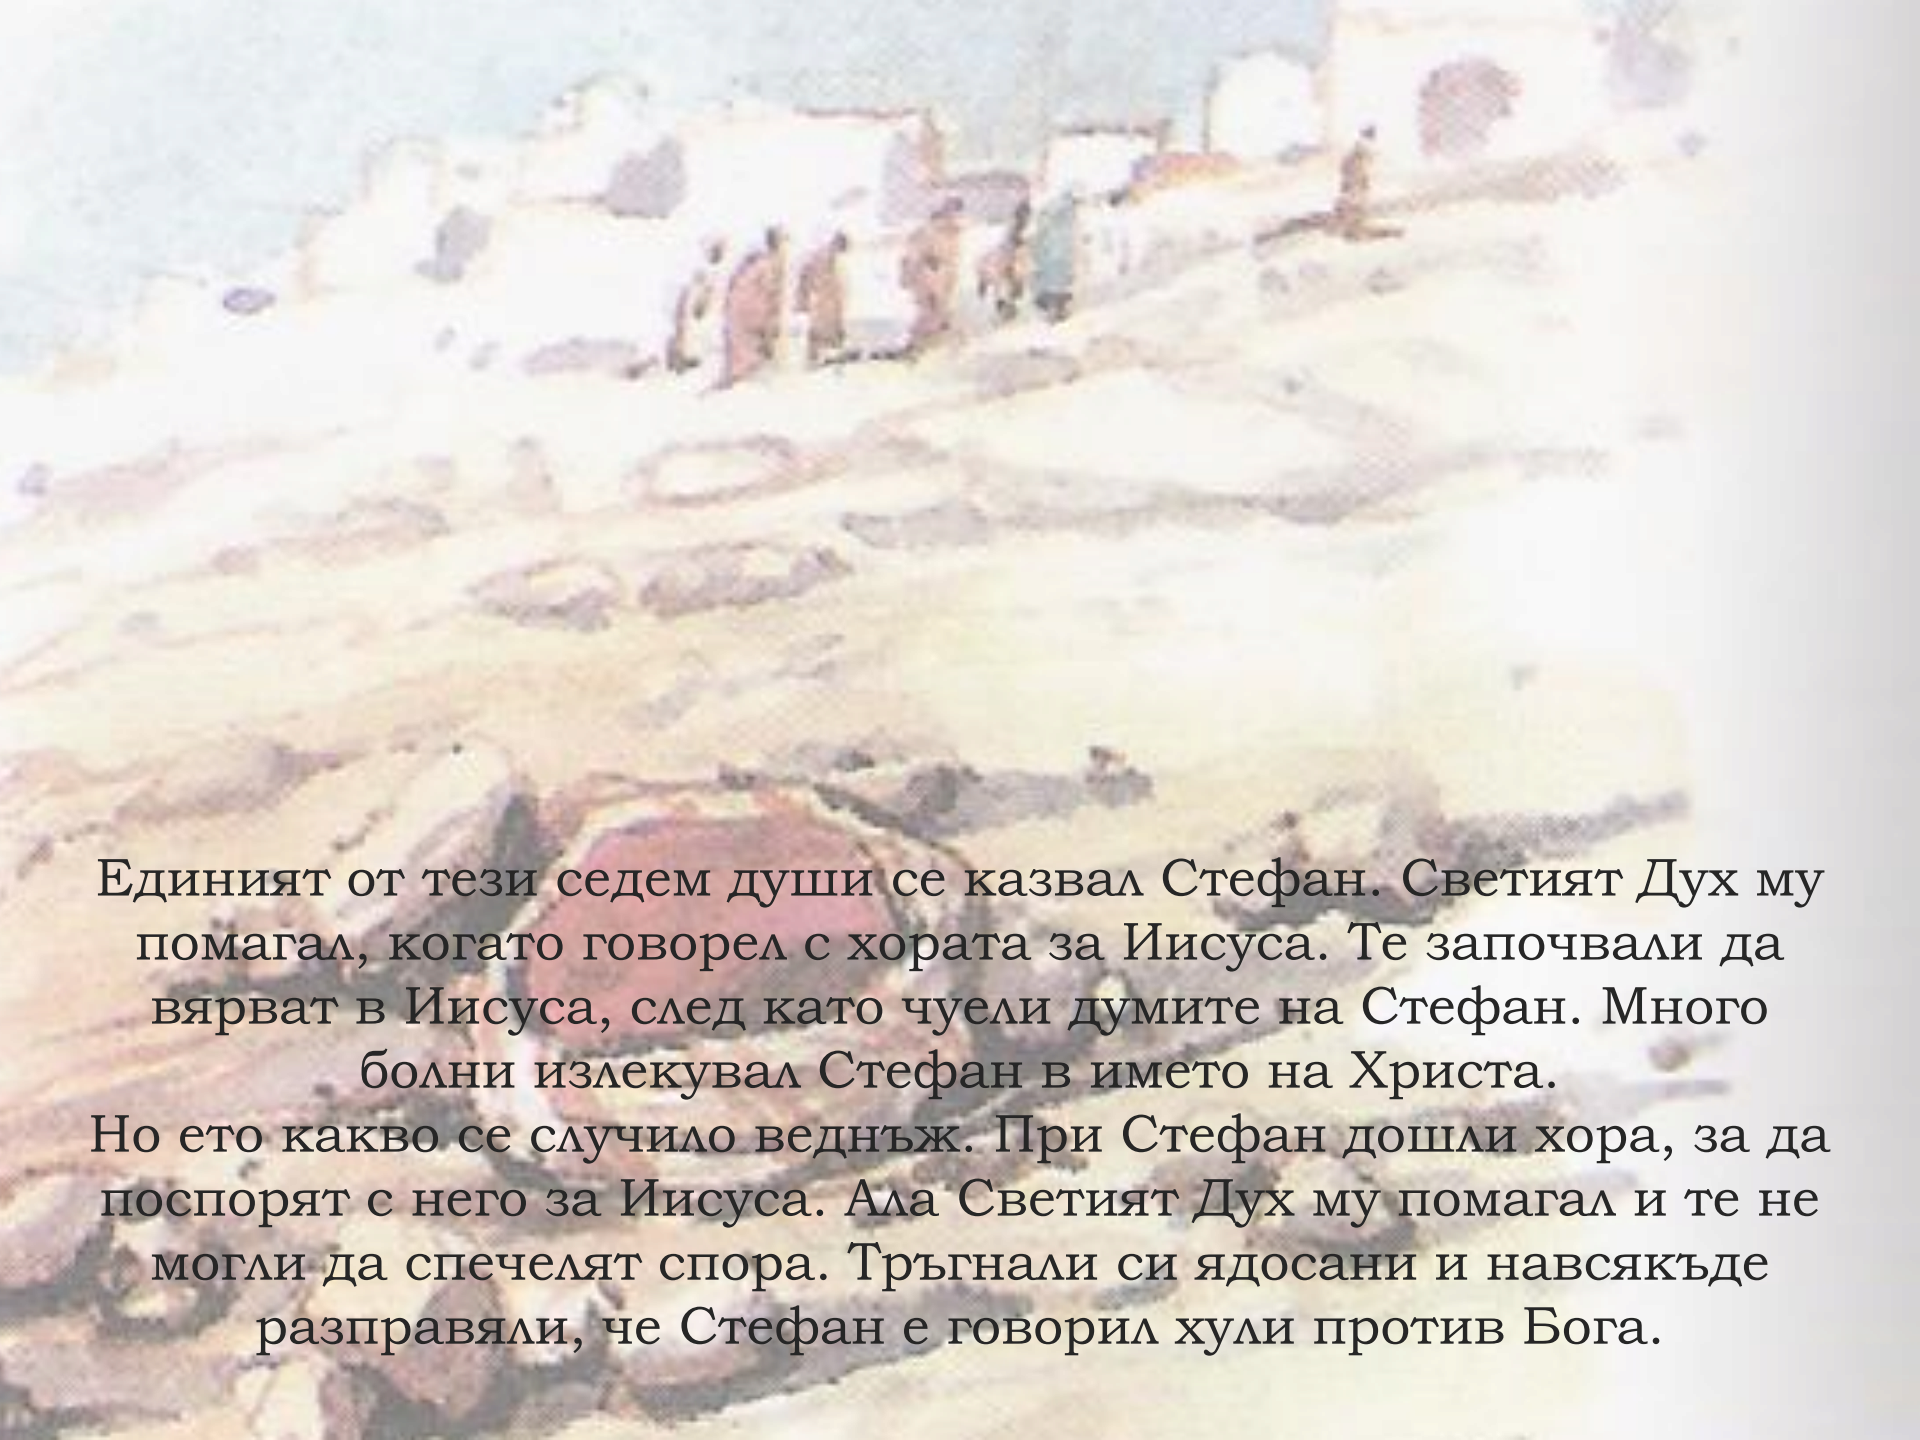 Единият от тези седем души се казвал Стефан. Светият Дух му
помагал, когато говорел с хората за Иисуса. Те започвали да
вярват в Иисуса, след като чуели думите на Стефан. Много
болни излекувал Стефан в името на Христа.
Но ето какво се случило веднъж. При Стефан дошли хора, за да
поспорят с него за Иисуса. Ала Светият Дух му помагал и те не
могли да спечелят спора. Тръгнали си ядосани и навсякъде
разправяли, че Стефан е говорил хули против Бога.